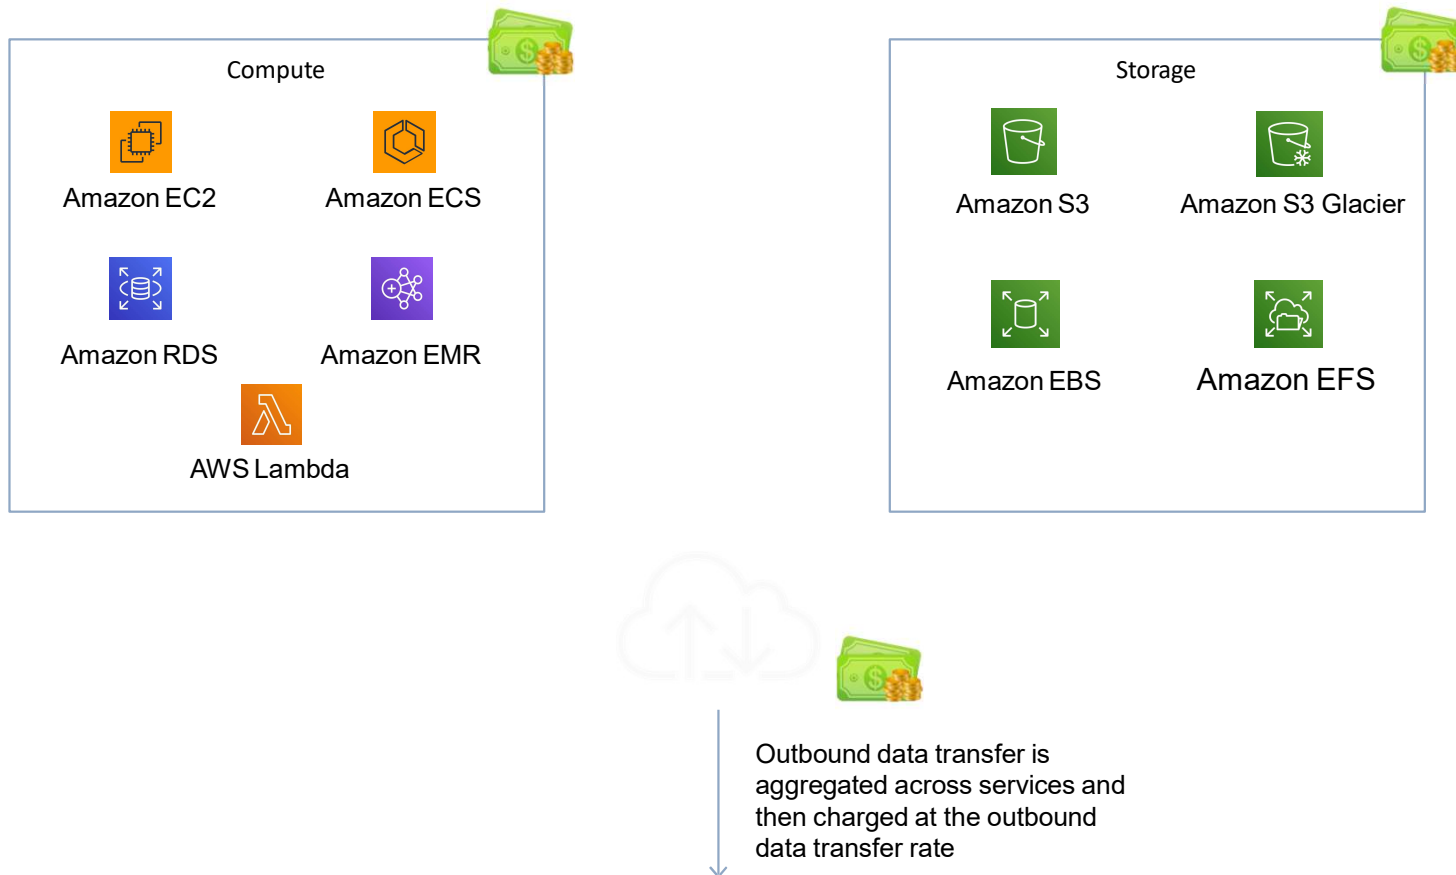 Compute
Amazon EC2
Amazon ECS
Amazon RDS
Amazon EMR
AWS Lambda
Storage
Amazon S3
Amazon S3 Glacier
Amazon EBS
Amazon EFS
Outbound data transfer is
aggregated across services and
then charged at the outbound
data transfer rate